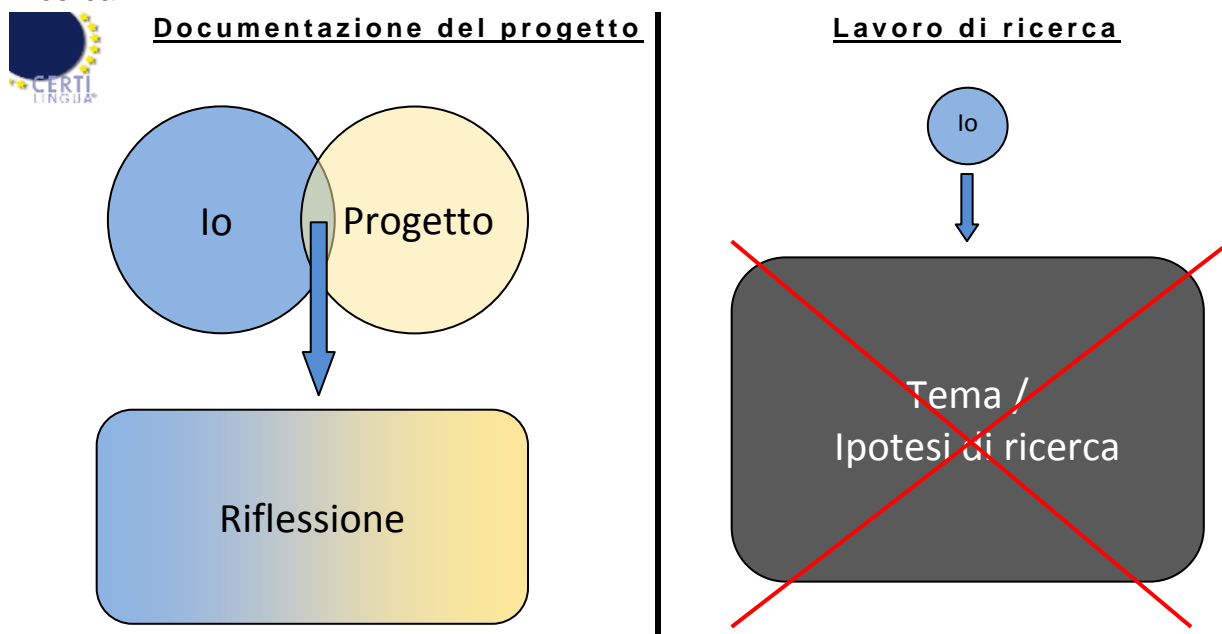 Documentazione del progetto
Lavoro di ricerca
CERTI
LINGUA®
Io
Progetto
Riflessione
Io
Tema /
Ipotesi di ricerca